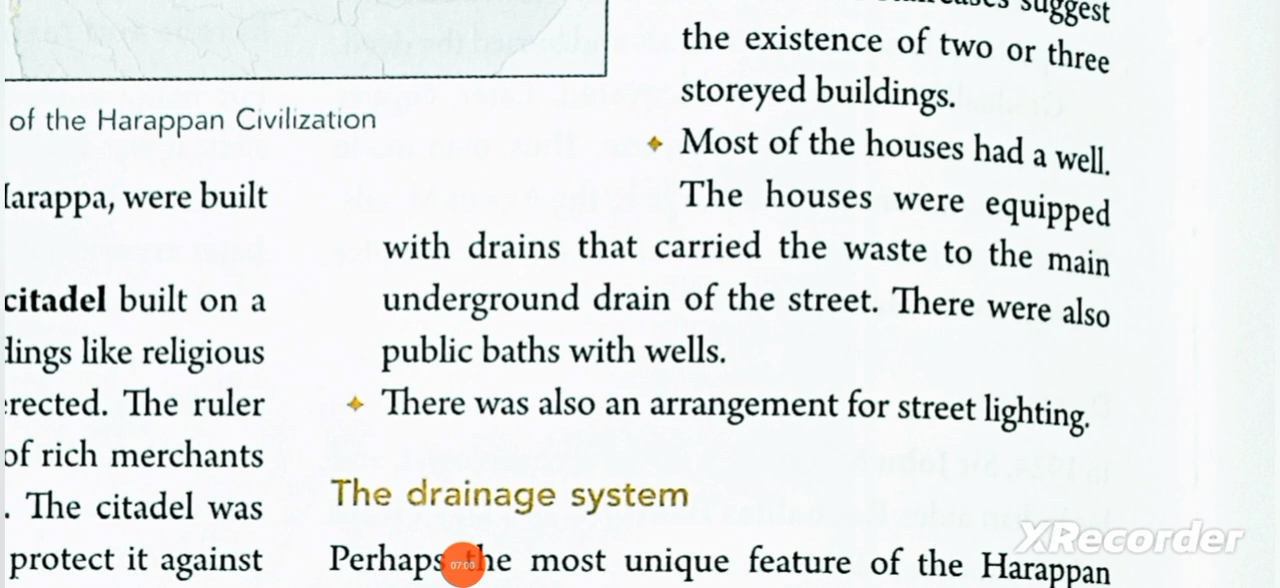 of the Harappan Civilization
arappa, were built
citadel built on a
lings like religious
rected. The ruler
of rich merchants
. The citadel was
protect it against
suggest
the existence of two or three
storeyed buildings.
✦ Most of the houses had a well.
The houses were equipped
with drains that carried the waste to the main
underground drain of the street. There were also
public baths with wells.
✦ There was also an arrangement for street lighting.
The drainage system
Perhaps the most unique feature of the Harappan
07:00
XRecorder